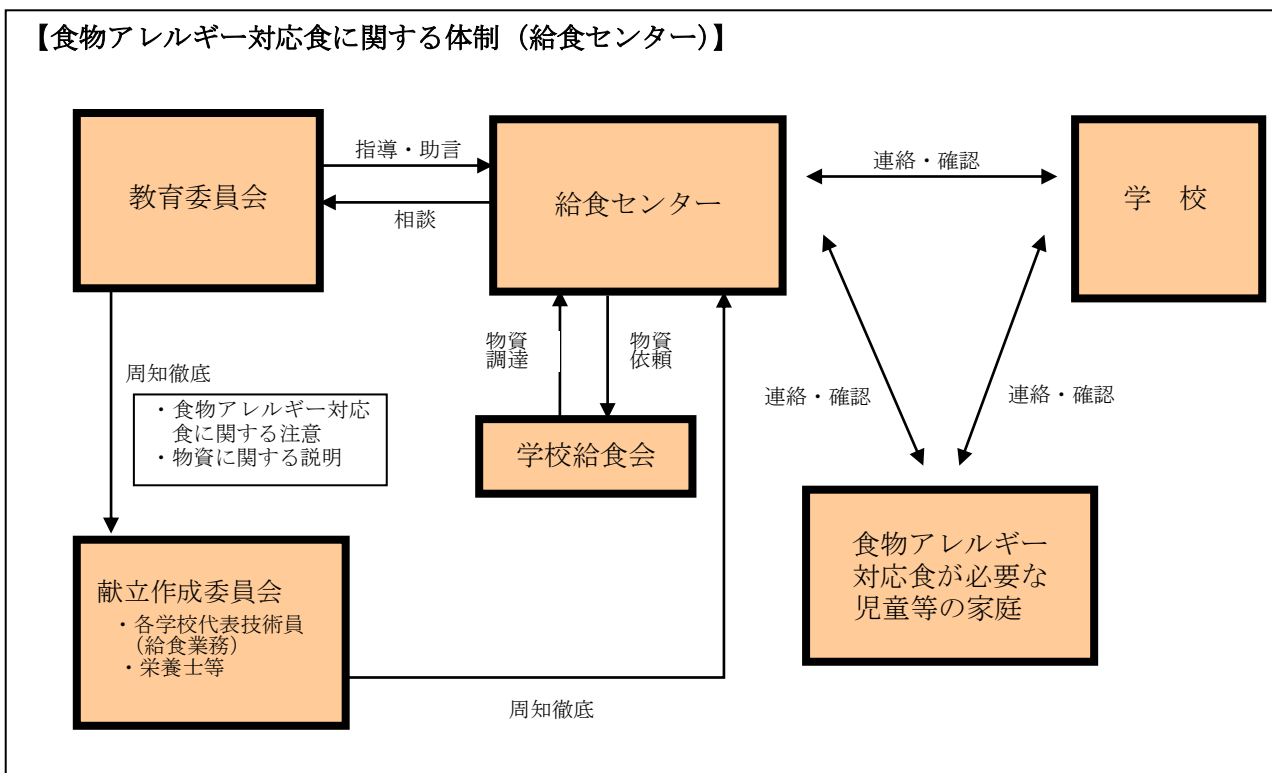 【食物アレルギー対応食に関する体制（給食センター）】
教育委員会
指導・助言
相談
給食センター
連絡・確認
学　校
周知徹底
・食物アレルギー対応
食に関する注意
・物資に関する説明
物資
調達
物資
依頼
学校給食会
連絡・確認
連絡・確認
食物アレルギー
対応食が必要な
児童等の家庭
献立作成委員会
・各学校代表技術員
（給食業務）
・栄養士等
周知徹底